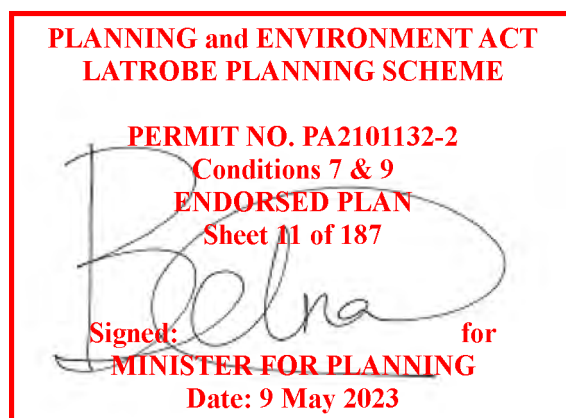 PLANNING and ENVIRONMENT ACT
LATROBE PLANNING SCHEME
PERMIT NO. PA2101132-2
Conditions 7 & 9
ENDORSED PLAN
Sheet 11 of 187
Signed: for
MINISTER FOR PLANNING
Date: 9 May 2023